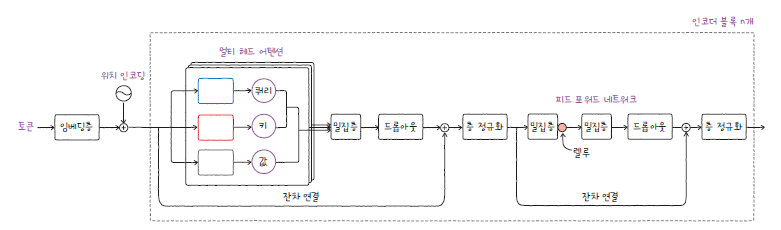 인코더 블록 n개
멀티 헤드 어텐션
위치 인코딩
쿼리
피드 포워드 네트워크
토큰
임베딩층
키
밀집층
드롭아웃
층 정규화
밀집층
밀집층
드롭아웃
층 정규화
렐루
값
잔차 연결
잔차 연결